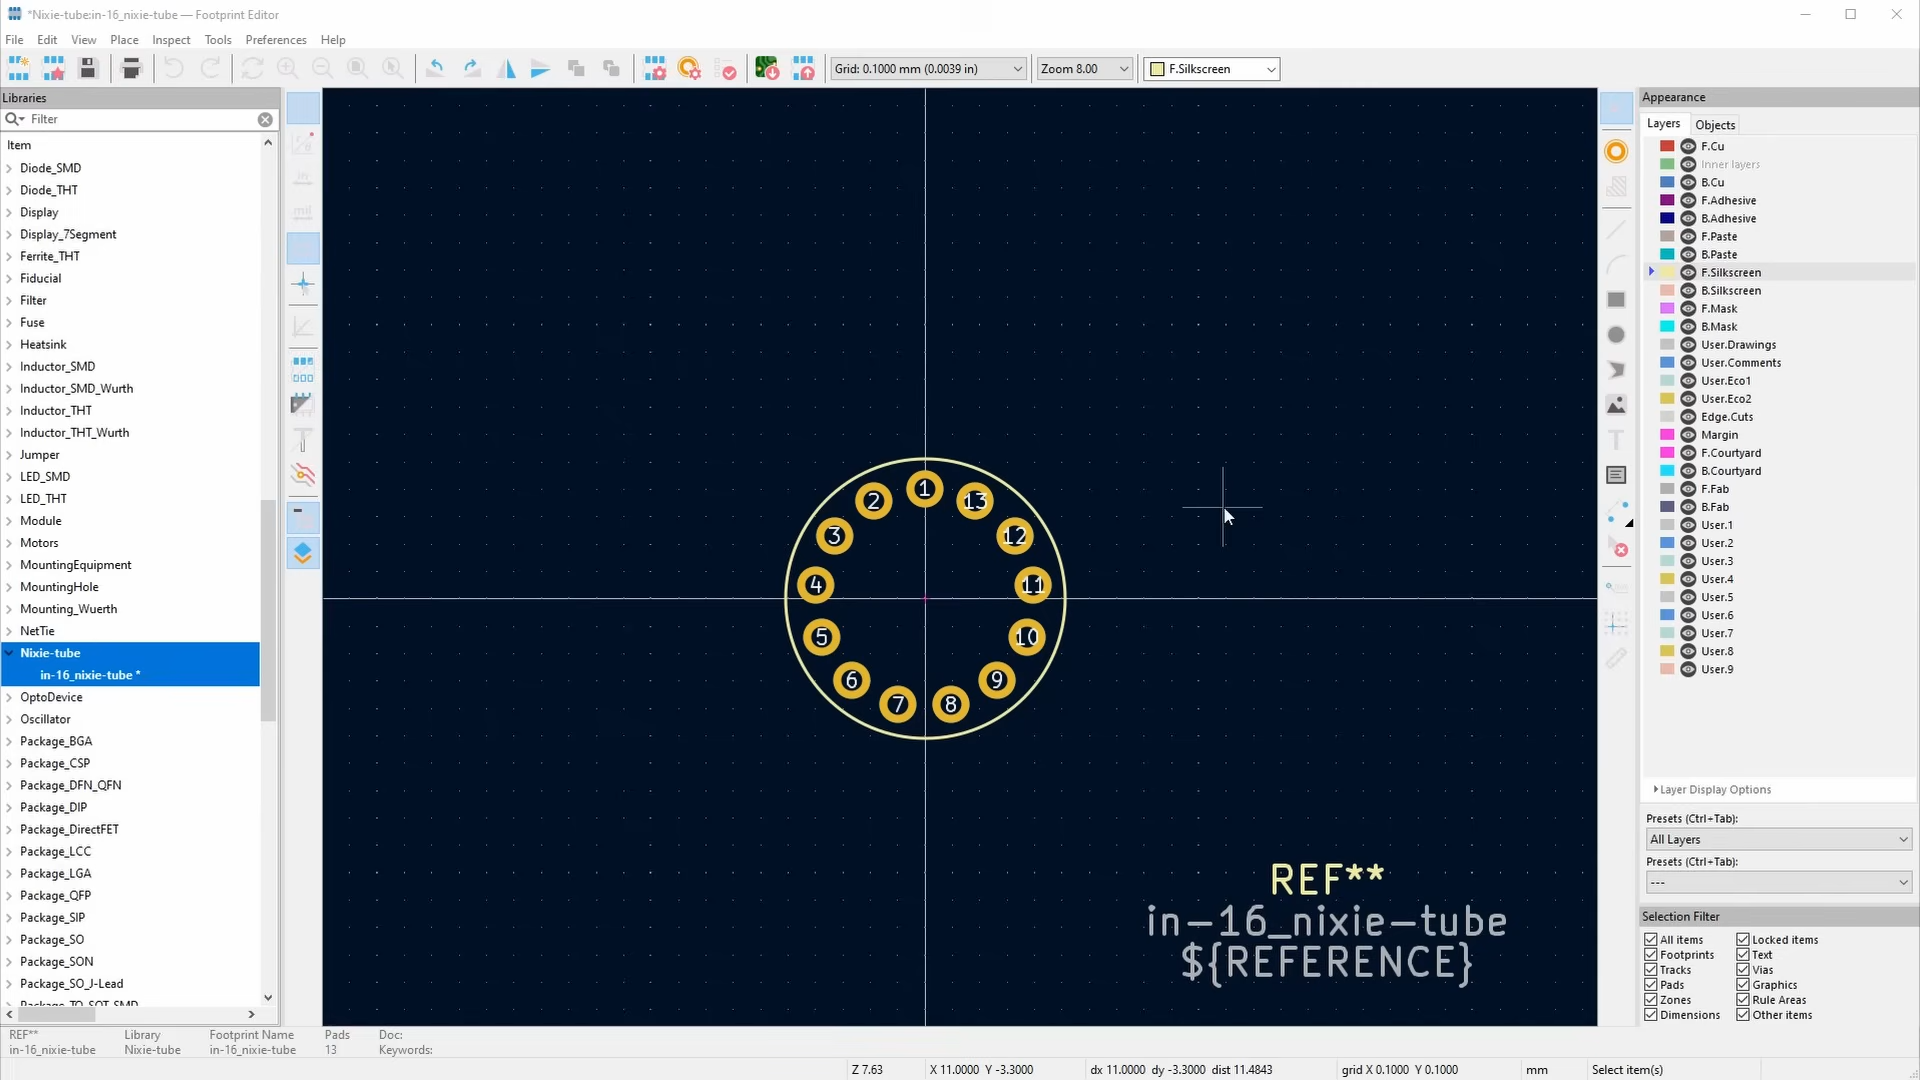 *Nixie-tube:in-16_nixie-tube — Footprint Editor
File Edit View Place Inspect Tools Preferences Help
Grid: 0.1000 mm (0.0039 in) Zoom 8.00 F.Silkscreen
Libraries
Filter
Item
Diode_SMD
Diode_THT
Display
Display_7Segment
Ferrite_THT
Fiducial
Filter
Fuse
Heatsink
Inductor_SMD
Inductor_SMD_Wurth
Inductor_THT
Inductor_THT_Wurth
Jumper
LED_SMD
LED_THT
Module
Motors
MountingEquipment
MountingHole
Mounting_Wuerth
NetTie
Nixie-tube
in-16_nixie-tube *
OptoDevice
Oscillator
Package_BGA
Package_CSP
Package_DFN_QFN
Package_DIP
Package_DirectFET
Package_LCC
Package_LGA
Package_QFP
Package_SIP
Package_SO
Package_SON
Package_SO_J-Lead
Package_TO_SOT_SMD
in
mil
1
2
13
3
12
4
11
5
10
6
9
7
8
REF**
in-16_nixie-tube
${REFERENCE}
Appearance
Layers Objects
F.Cu
Inner layers
B.Cu
F.Adhesive
B.Adhesive
F.Paste
B.Paste
F.Silkscreen
B.Silkscreen
F.Mask
B.Mask
User.Drawings
User.Comments
User.Eco1
User.Eco2
Edge.Cuts
Margin
F.Courtyard
B.Courtyard
F.Fab
B.Fab
User.1
User.2
User.3
User.4
User.5
User.6
User.7
User.8
User.9
Layer Display Options
Presets (Ctrl+Tab):
All Layers
Presets (Ctrl+Tab):
---
Selection Filter
All items Locked items
Footprints Text
Tracks Vias
Pads Graphics
Zones Rule Areas
Dimensions Other items
REF** Library Footprint Name Pads Doc:
in-16_nixie-tube Nixie-tube in-16_nixie-tube 13 Keywords:
Z 7.63 X 11.0000 Y -3.3000 dx 11.0000 dy -3.3000 dist 11.4843 grid X 0.1000 Y 0.1000 mm Select item(s)